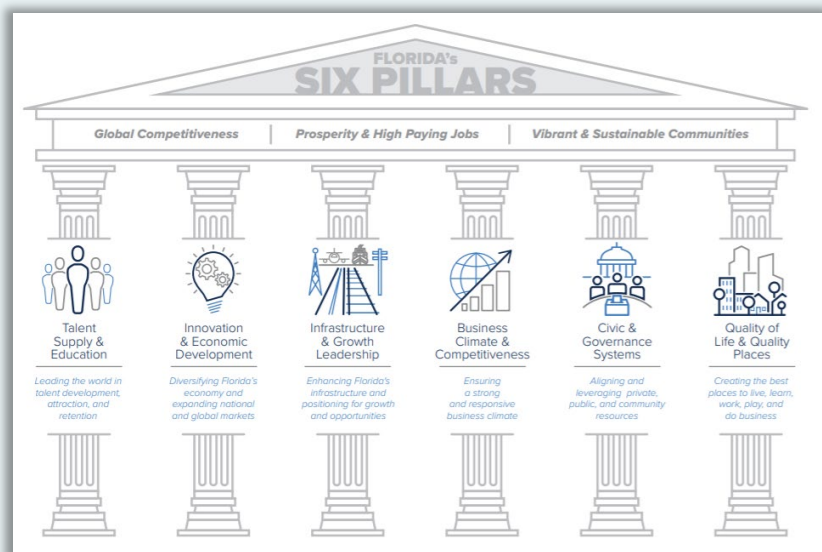 FLORIDA's
SIX PILLARS
Global Competitiveness | Prosperity & High Paying Jobs | Vibrant & Sustainable Communities
Talent
Supply &
Education
Leading the world in
talent development,
attraction, and
retention
Innovation
& Economic
Development
Diversifying Florida's
economy and
expanding national
and global markets
Infrastructure
& Growth
Leadership
Enhancing Florida's
infrastructure and
positioning for growth
and opportunities
Business
Climate &
Competitiveness
Ensuring
a strong
and responsive
business climate
Civic &
Governance
Systems
Aligning and
leveraging private,
public, and community
resources
Quality of
Life & Quality
Places
Creating the best
places to live, learn,
work, play, and
do business